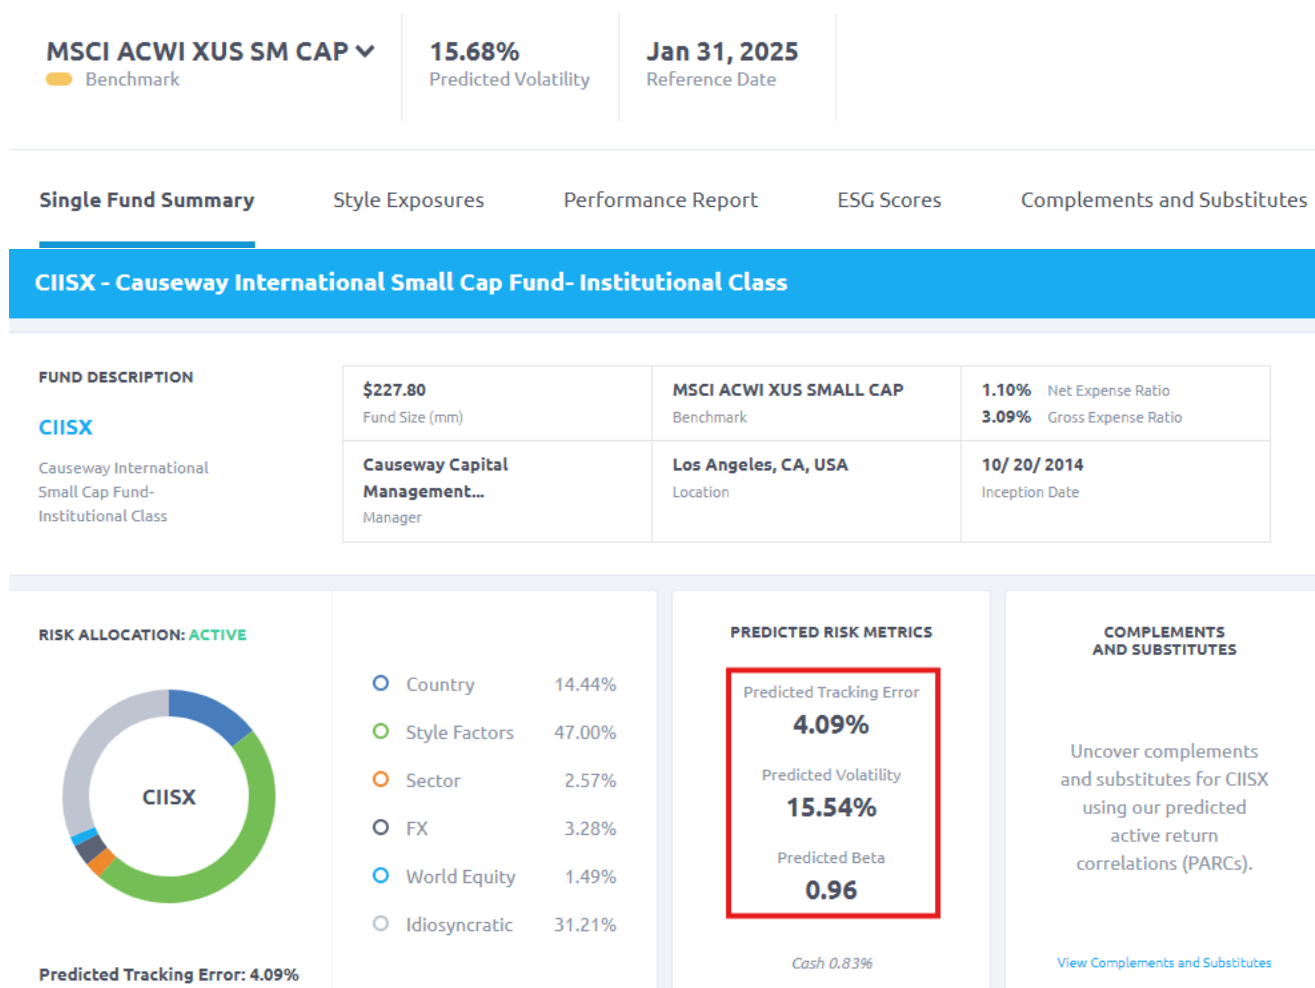 MSCI ACWI XUS SM CAP
Benchmark
15.68%
Predicted Volatility
Jan 31, 2025
Reference Date
Single Fund Summary
Style Exposures
Performance Report
ESG Scores
Complements and Substitutes
CIISX - Causeway International Small Cap Fund- Institutional Class
FUND DESCRIPTION
CIISX
Causeway International
Small Cap Fund-
Institutional Class
$227.80
Fund Size (mm)
MSCI ACWI XUS SMALL CAP
Benchmark
1.10% Net Expense Ratio
3.09% Gross Expense Ratio
Causeway Capital
Management...
Manager
Los Angeles, CA, USA
Location
10/ 20/ 2014
Inception Date
RISK ALLOCATION: ACTIVE
CIISX
Country 14.44%
Style Factors 47.00%
Sector 2.57%
FX 3.28%
World Equity 1.49%
Idiosyncratic 31.21%
Predicted Tracking Error: 4.09%
PREDICTED RISK METRICS
Predicted Tracking Error
4.09%
Predicted Volatility
15.54%
Predicted Beta
0.96
Cash 0.83%
COMPLEMENTS
AND SUBSTITUTES
Uncover complements
and substitutes for CIISX
using our predicted
active return
correlations (PARCs).
View Complements and Substitutes